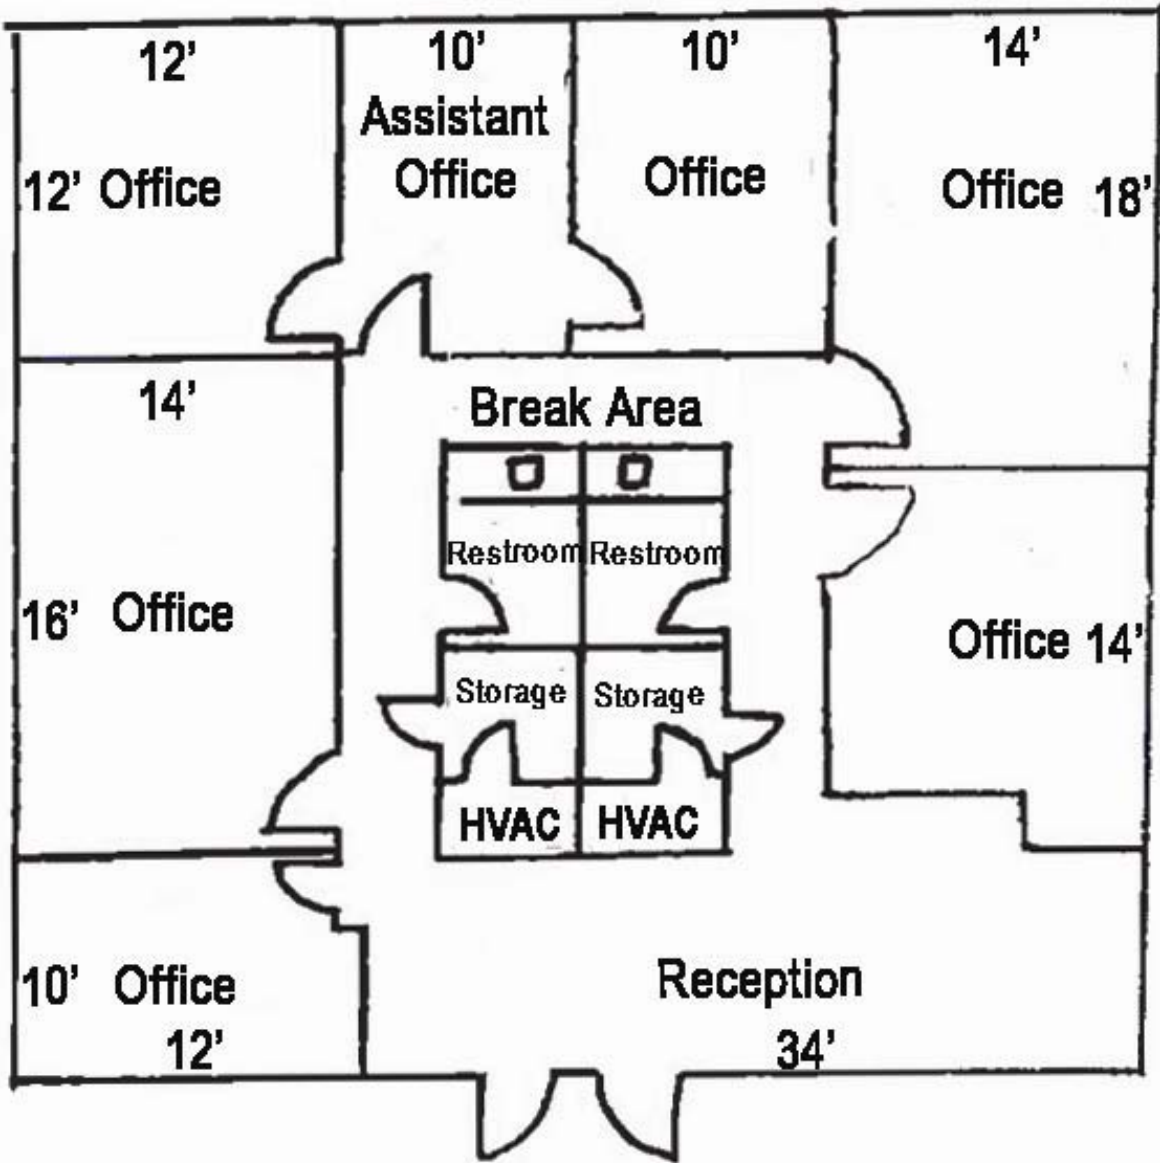 12'
10'
10'
14'
Assistant
Office
12' Office
Office
Office 18'
14'
Break Area
Restroom Restroom
16' Office
Office 14'
Storage Storage
HVAC HVAC
10' Office
12'
Reception
34'